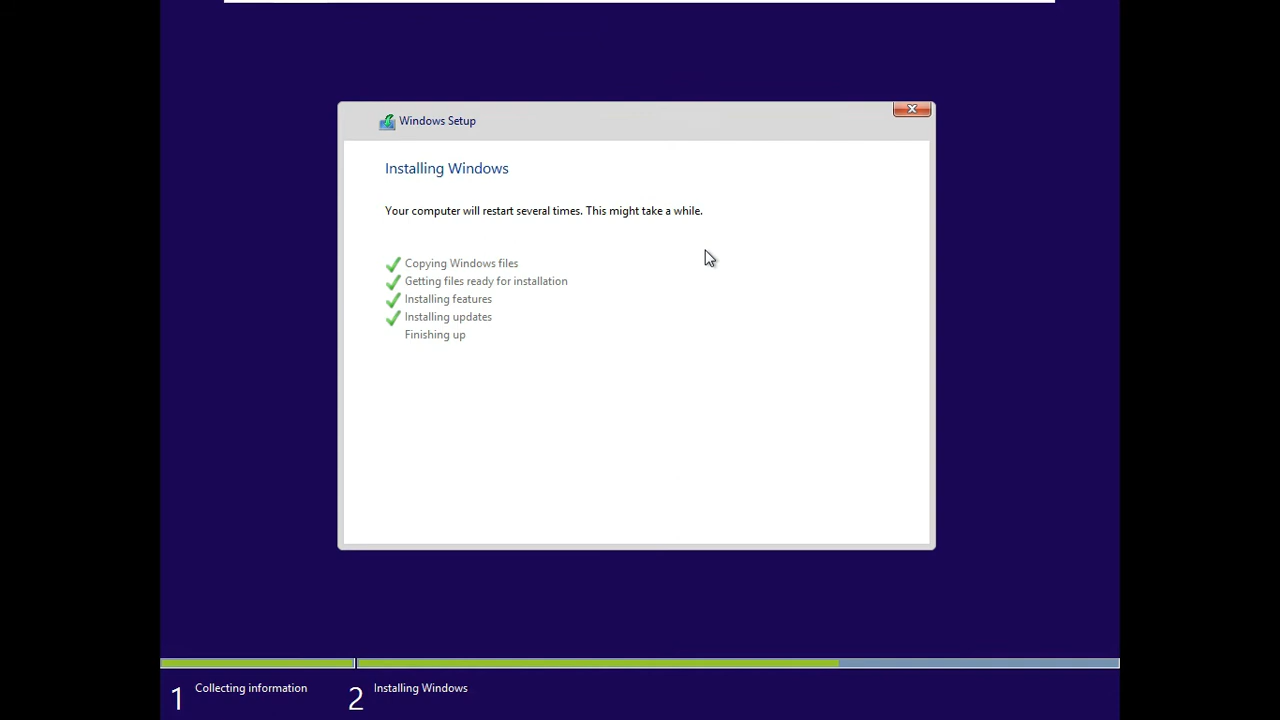 Windows Setup
Installing Windows
Your computer will restart several times. This might take a while.
Copying Windows files
Getting files ready for installation
Installing features
Installing updates
Finishing up
1 Collecting information
2 Installing Windows